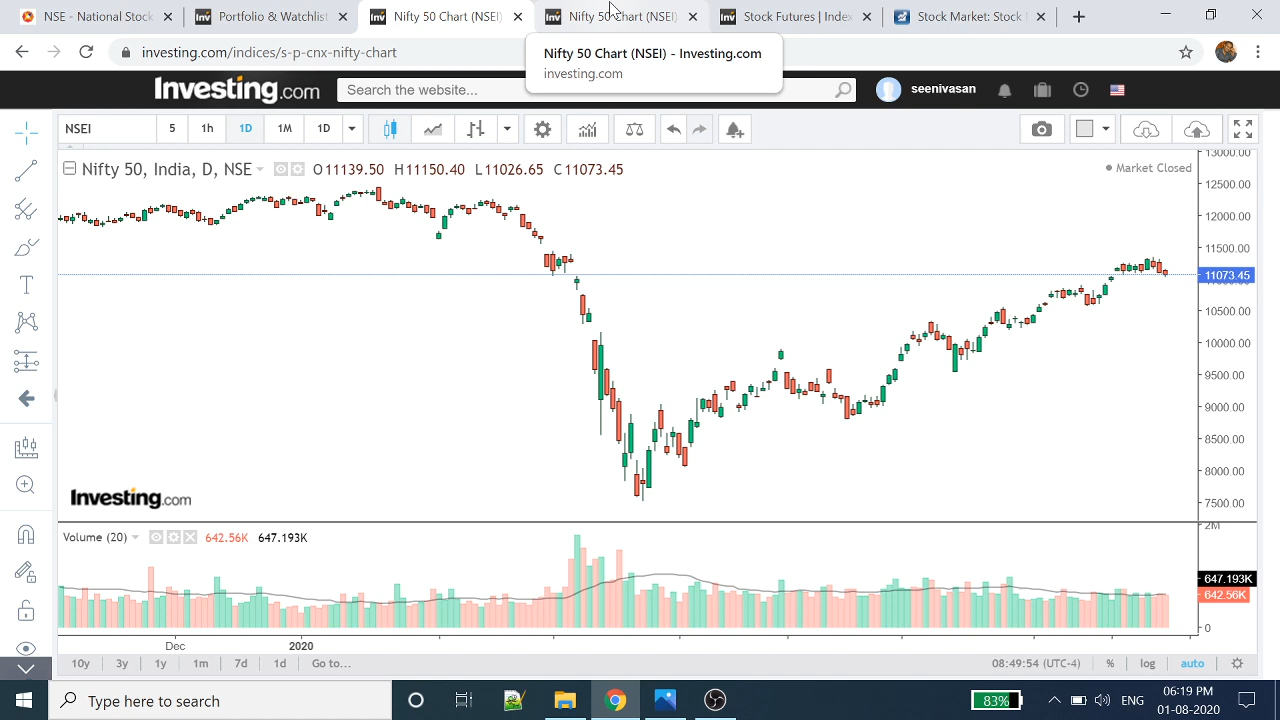 NSE - National Stock
Portfolio & Watchlist
Nifty 50 Chart (NSEI)
Nifty 50 Chart (NSEI)
Stock Futures | Index
Stock Market: Stock M
investing.com/indices/s-p-cnx-nifty-chart
Nifty 50 Chart (NSEI) - Investing.com
investing.com
Investing.com
Search the website...
seenivasan
NSEI
5
1h
1D
1M
1D
Nifty 50, India, D, NSE
O11139.50 H11150.40 L11026.65 C11073.45
Market Closed
13000.00
12500.00
12000.00
11500.00
11073.45
10500.00
10000.00
9500.00
9000.00
8500.00
8000.00
7500.00
Investing.com
Volume (20)
642.56K
647.193K
2M
647.193K
642.56K
0
Dec
2020
10y
3y
1y
1m
7d
1d
Go to...
08:49:54 (UTC-4)
%
log
auto
Type here to search
83%
ENG
06:19 PM
01-08-2020